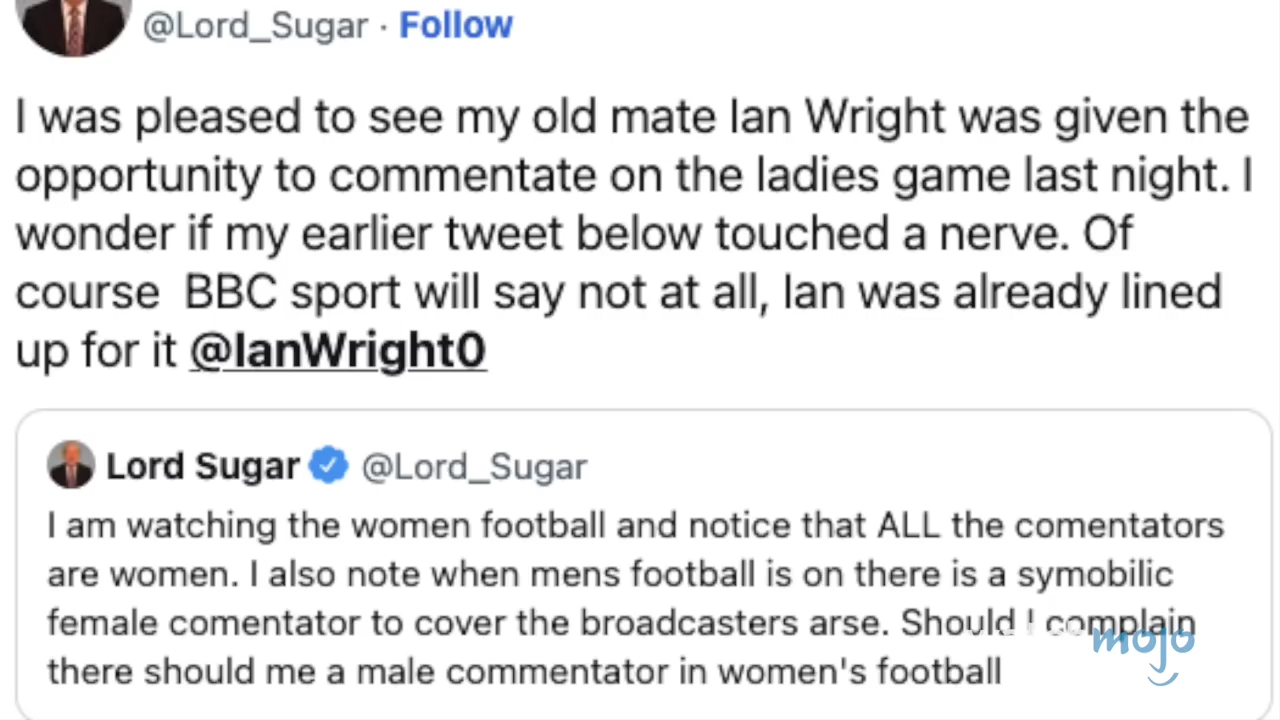 @Lord_Sugar · Follow
I was pleased to see my old mate Ian Wright was given the
opportunity to commentate on the ladies game last night. I
wonder if my earlier tweet below touched a nerve. Of
course  BBC sport will say not at all, Ian was already lined
up for it @IanWright0
Lord Sugar @Lord_Sugar
I am watching the women football and notice that ALL the comentators
are women. I also note when mens football is on there is a symobilic
female comentator to cover the broadcasters arse. Should I complain
there should me a male commentator in women's football
mojo